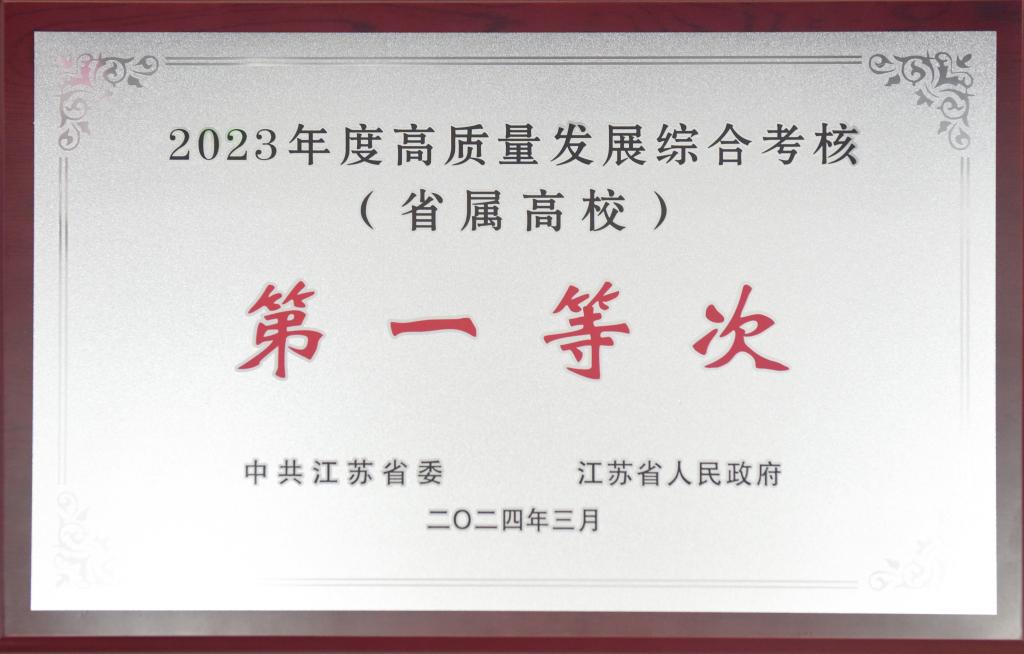 2023年度高质量发展综合考核
（省属高校）
第一等次
中共江苏省委 江苏省人民政府
二〇二四年三月